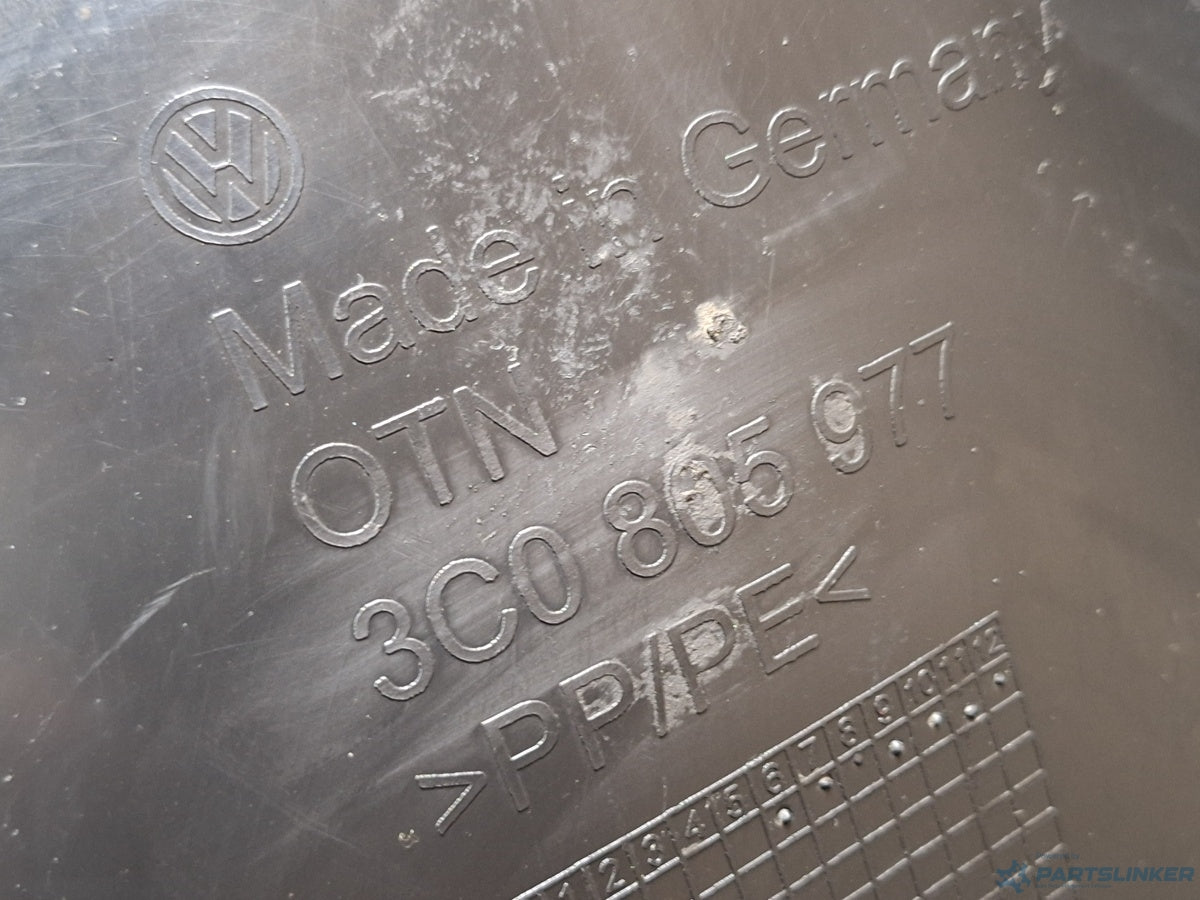 Made in Germany
OTN
3C0 805 977
>PP/PE<
1 2 3 4 5 6 7 8 9 10 11 12
PARTSLINKER